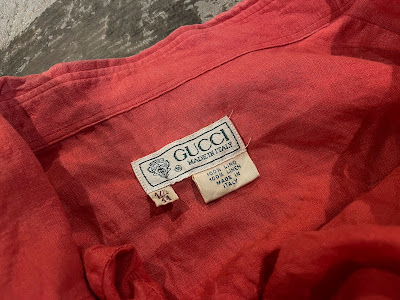 GUCCI
MADE IN ITALY
®
100% LINO
100% LINEN
MADE IN
ITALY